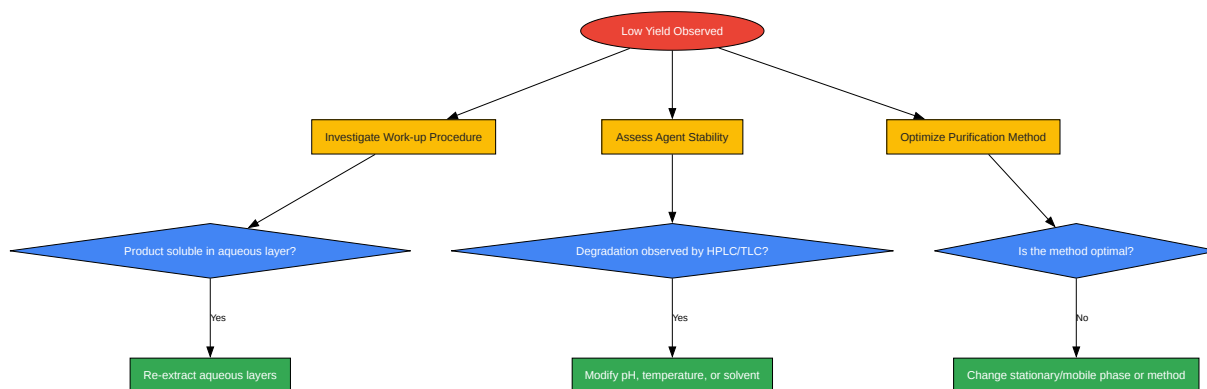 Low Yield Observed
Investigate Work-up Procedure
Assess Agent Stability
Optimize Purification Method
Product soluble in aqueous layer?
Degradation observed by HPLC/TLC?
Is the method optimal?
Yes
Yes
No
Re-extract aqueous layers
Modify pH, temperature, or solvent
Change stationary/mobile phase or method